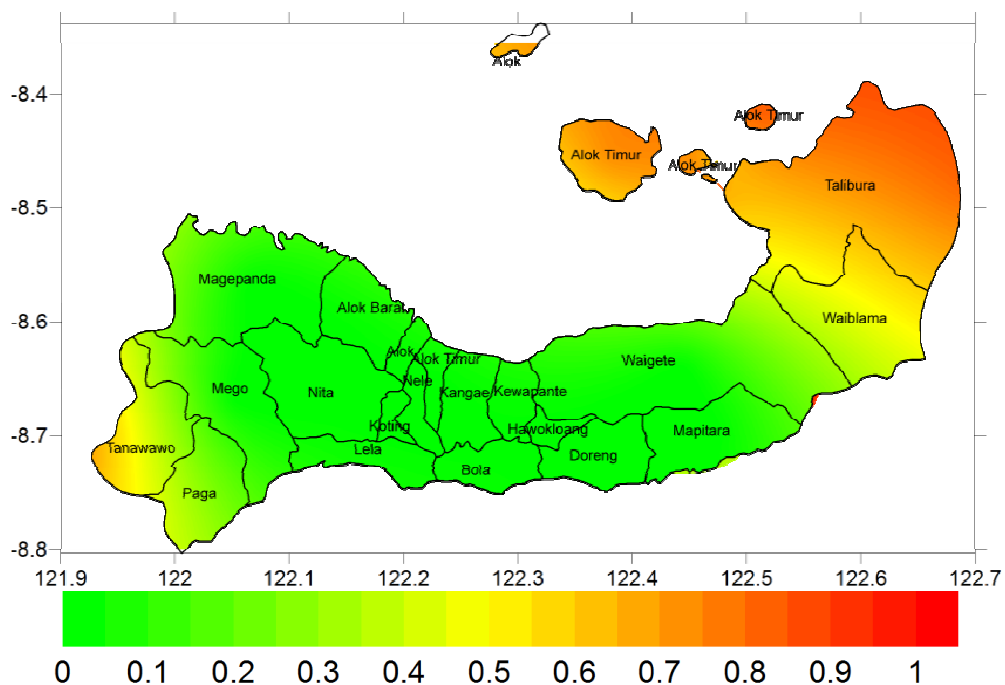 Alok
-8.4
Alok Timur
Alok Timur
Alok Timur
Talibura
-8.5
Magepanda
Alok Barat
-8.6
Waiblama
Alok
Alok Timur
Waigete
Mego
Nita
Nele
Kangae
Kewapante
Koting
Hawokloang
Mapitara
-8.7
Tanawawo
Lela
Doreng
Bola
Paga
-8.8
121.9 122 122.1 122.2 122.3 122.4 122.5 122.6 122.7
0 0.1 0.2 0.3 0.4 0.5 0.6 0.7 0.8 0.9 1